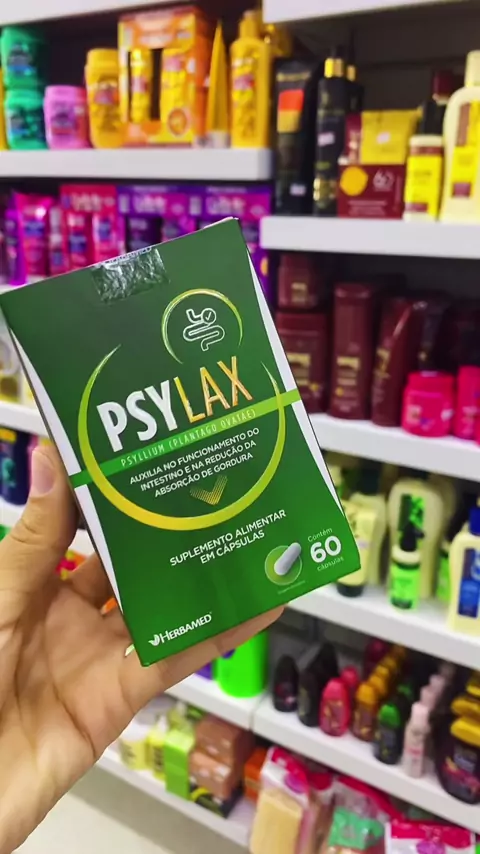 PSYLAX
PSYLLIUM (PLANTAGO OVATAE)
AUXILIA NO FUNCIONAMENTO DO
INTESTINO E NA REDUÇÃO DA
ABSORÇÃO DE GORDURA
SUPLEMENTO ALIMENTAR
EM CÁPSULAS
Contém
60
cápsulas
HERBAMED